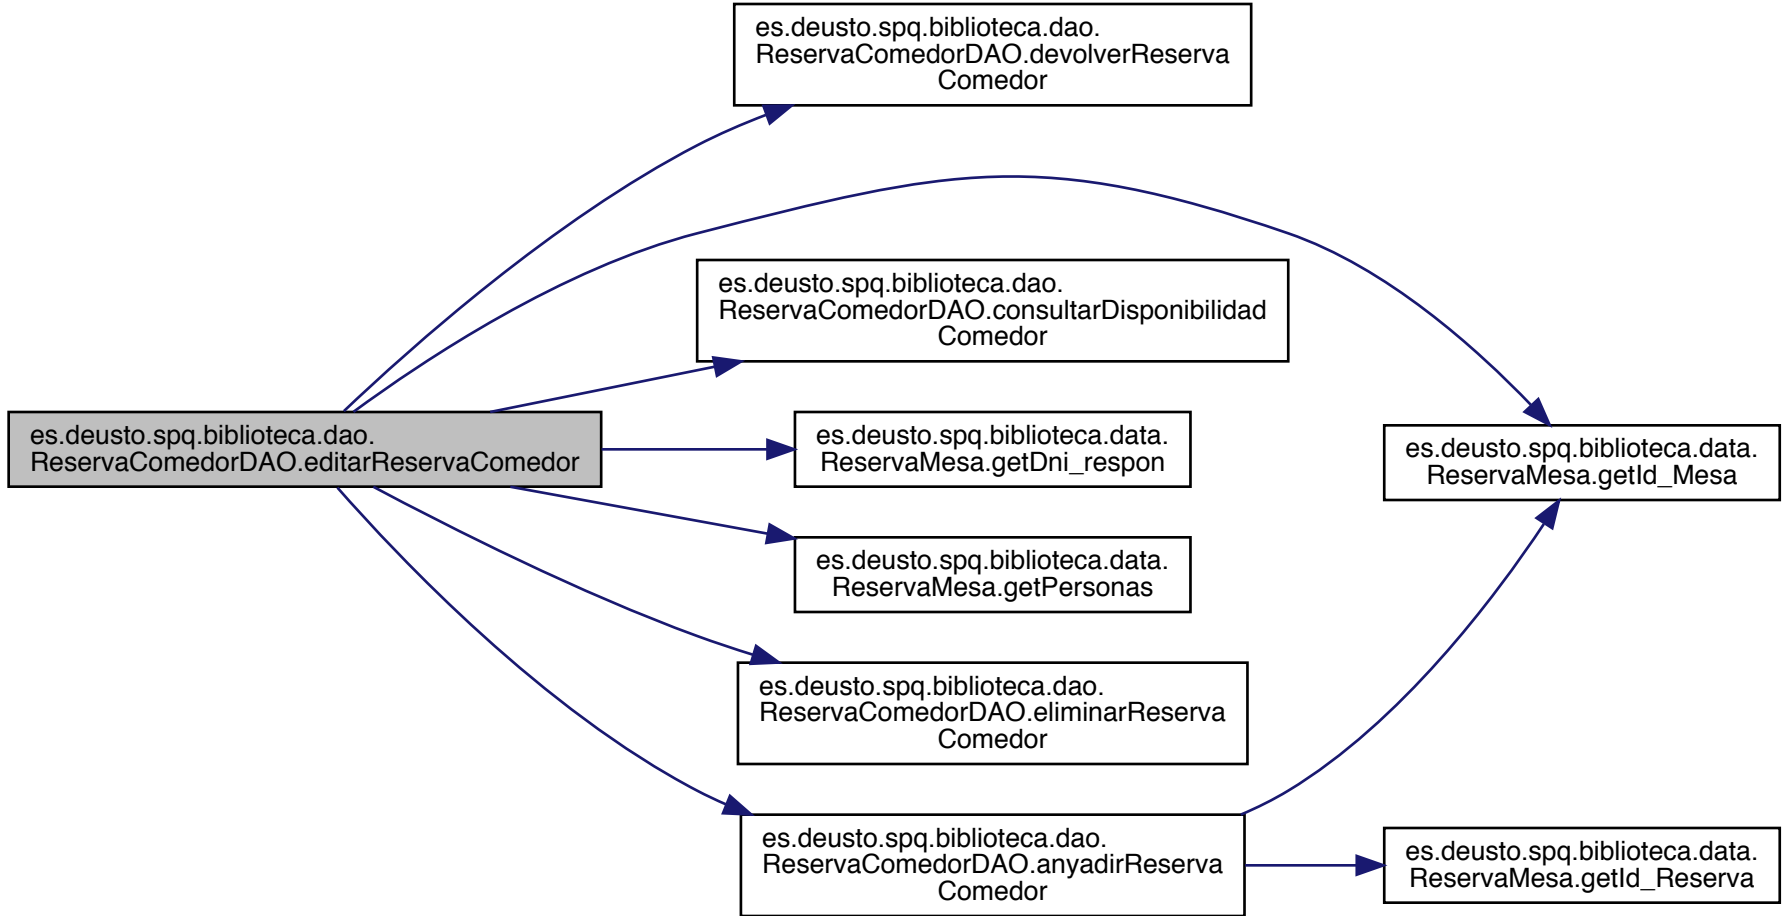 es.deusto.spq.biblioteca.dao.
ReservaComedorDAO.devolverReserva
Comedor
es.deusto.spq.biblioteca.dao.
ReservaComedorDAO.consultarDisponibilidad
Comedor
es.deusto.spq.biblioteca.dao.
ReservaComedorDAO.editarReservaComedor
es.deusto.spq.biblioteca.data.
ReservaMesa.getDni_respon
es.deusto.spq.biblioteca.data.
ReservaMesa.getId_Mesa
es.deusto.spq.biblioteca.data.
ReservaMesa.getPersonas
es.deusto.spq.biblioteca.dao.
ReservaComedorDAO.eliminarReserva
Comedor
es.deusto.spq.biblioteca.dao.
ReservaComedorDAO.anyadirReserva
Comedor
es.deusto.spq.biblioteca.data.
ReservaMesa.getId_Reserva